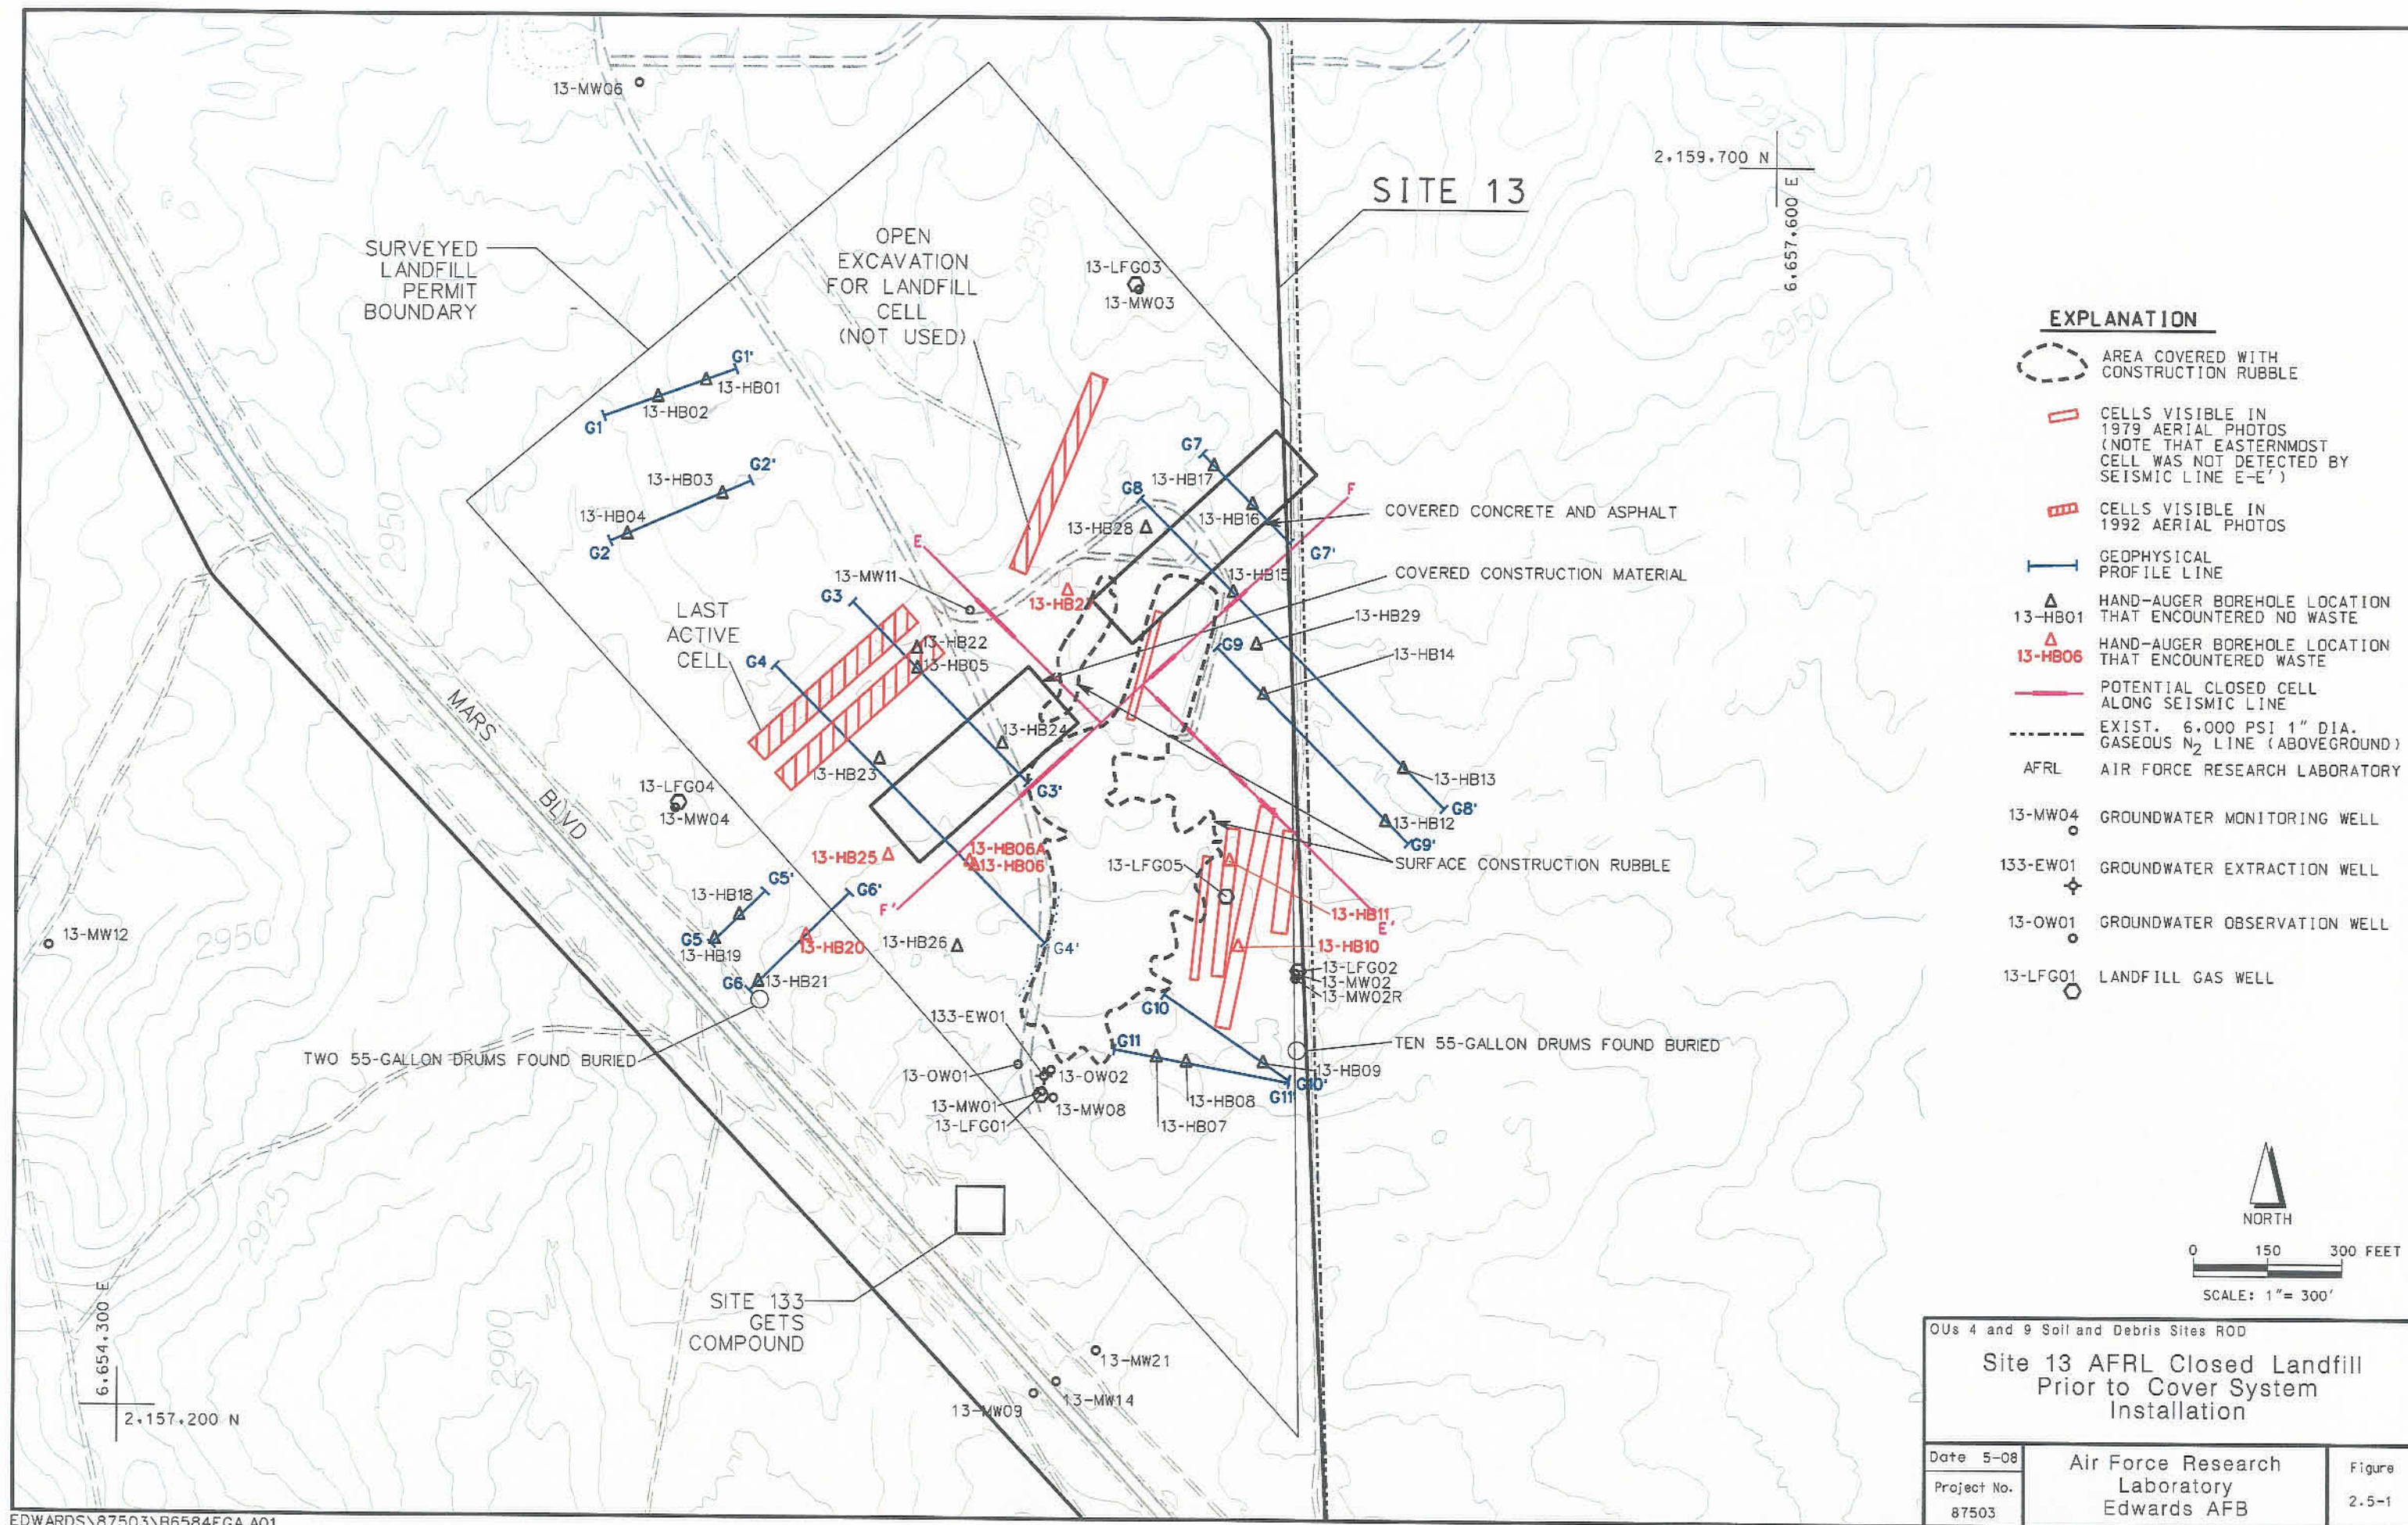 13-MW06
2950
2975
2,159,700 N
6,657,600 E
SITE 13
SURVEYED
LANDFILL
PERMIT
BOUNDARY
OPEN
EXCAVATION
FOR LANDFILL
CELL
(NOT USED)
13-LFG03
13-MW03
2950
G1'
13-HB01
13-HB02
G1
G2'
13-HB03
13-HB04
G2
2950
G7
13-HB17
G8
F
13-HB16
13-HB28
COVERED CONCRETE AND ASPHALT
G7'
E
13-MW11
13-HB15
COVERED CONSTRUCTION MATERIAL
G3
13-HB27
LAST
ACTIVE
CELL
13-HB29
13-HB22
13-HB05
G9
13-HB14
G4
MARS
BLVD
13-HB24
13-HB23
13-HB13
G3'
G8'
13-LFG04
13-MW04
2925
13-HB12
G9'
13-HB25
13-HB06A
13-HB06
13-LFG05
SURFACE CONSTRUCTION RUBBLE
G5'
13-HB18
G6'
F'
13-HB11
E'
13-MW12
2950
G5
13-HB19
13-HB20
13-HB26
G4'
13-HB10
13-LFG02
13-MW02
13-MW02R
G6
13-HB21
G10
133-EW01
TWO 55-GALLON DRUMS FOUND BURIED
G11
TEN 55-GALLON DRUMS FOUND BURIED
13-OW01
13-OW02
13-HB09
G10'
G11'
13-MW01
13-MW08
13-HB08
13-LFG01
13-HB07
2925
SITE 133
GETS
COMPOUND
2900
13-MW21
13-MW14
13-MW09
6,654,300 E
2,157,200 N
EXPLANATION
AREA COVERED WITH
CONSTRUCTION RUBBLE
CELLS VISIBLE IN
1979 AERIAL PHOTOS
(NOTE THAT EASTERNMOST
CELL WAS NOT DETECTED BY
SEISMIC LINE E-E')
CELLS VISIBLE IN
1992 AERIAL PHOTOS
GEOPHYSICAL
PROFILE LINE
HAND-AUGER BOREHOLE LOCATION
13-HB01 THAT ENCOUNTERED NO WASTE
HAND-AUGER BOREHOLE LOCATION
13-HB06 THAT ENCOUNTERED WASTE
POTENTIAL CLOSED CELL
ALONG SEISMIC LINE
EXIST. 6,000 PSI 1" DIA.
GASEOUS N2 LINE (ABOVEGROUND)
AFRL AIR FORCE RESEARCH LABORATORY
13-MW04 GROUNDWATER MONITORING WELL
133-EW01 GROUNDWATER EXTRACTION WELL
13-OW01 GROUNDWATER OBSERVATION WELL
13-LFG01 LANDFILL GAS WELL
NORTH
0 150 300 FEET
SCALE: 1"= 300'
OUs 4 and 9 Soil and Debris Sites ROD
Site 13 AFRL Closed Landfill
Prior to Cover System
Installation
Date 5-08
Project No.
87503
Air Force Research
Laboratory
Edwards AFB
Figure
2.5-1
EDWARDS\87503\B6584EGA.A01